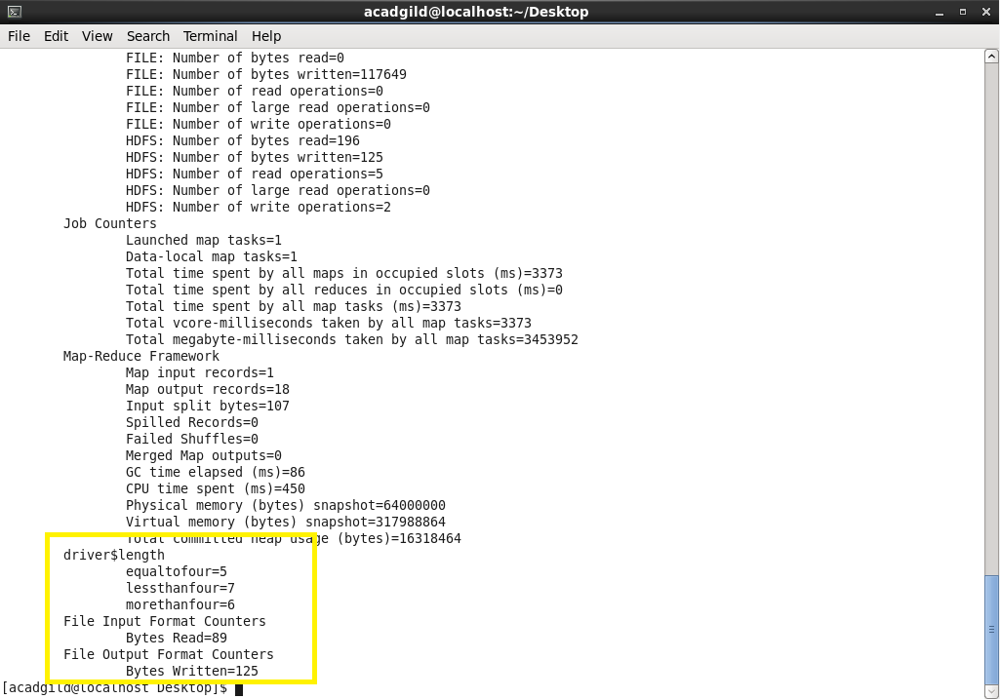 acadgild@localhost:~/Desktop
File Edit View Search Terminal Help
FILE: Number of bytes read=0
FILE: Number of bytes written=117649
FILE: Number of read operations=0
FILE: Number of large read operations=0
FILE: Number of write operations=0
HDFS: Number of bytes read=196
HDFS: Number of bytes written=125
HDFS: Number of read operations=5
HDFS: Number of large read operations=0
HDFS: Number of write operations=2
Job Counters
Launched map tasks=1
Data-local map tasks=1
Total time spent by all maps in occupied slots (ms)=3373
Total time spent by all reduces in occupied slots (ms)=0
Total time spent by all map tasks (ms)=3373
Total vcore-milliseconds taken by all map tasks=3373
Total megabyte-milliseconds taken by all map tasks=3453952
Map-Reduce Framework
Map input records=1
Map output records=18
Input split bytes=107
Spilled Records=0
Failed Shuffles=0
Merged Map outputs=0
GC time elapsed (ms)=86
CPU time spent (ms)=450
Physical memory (bytes) snapshot=64000000
Virtual memory (bytes) snapshot=317988864
Total committed heap usage (bytes)=16318464
driver$length
equaltofour=5
lessthanfour=7
morethanfour=6
File Input Format Counters
Bytes Read=89
File Output Format Counters
Bytes Written=125
[acadgild@localhost Desktop]$